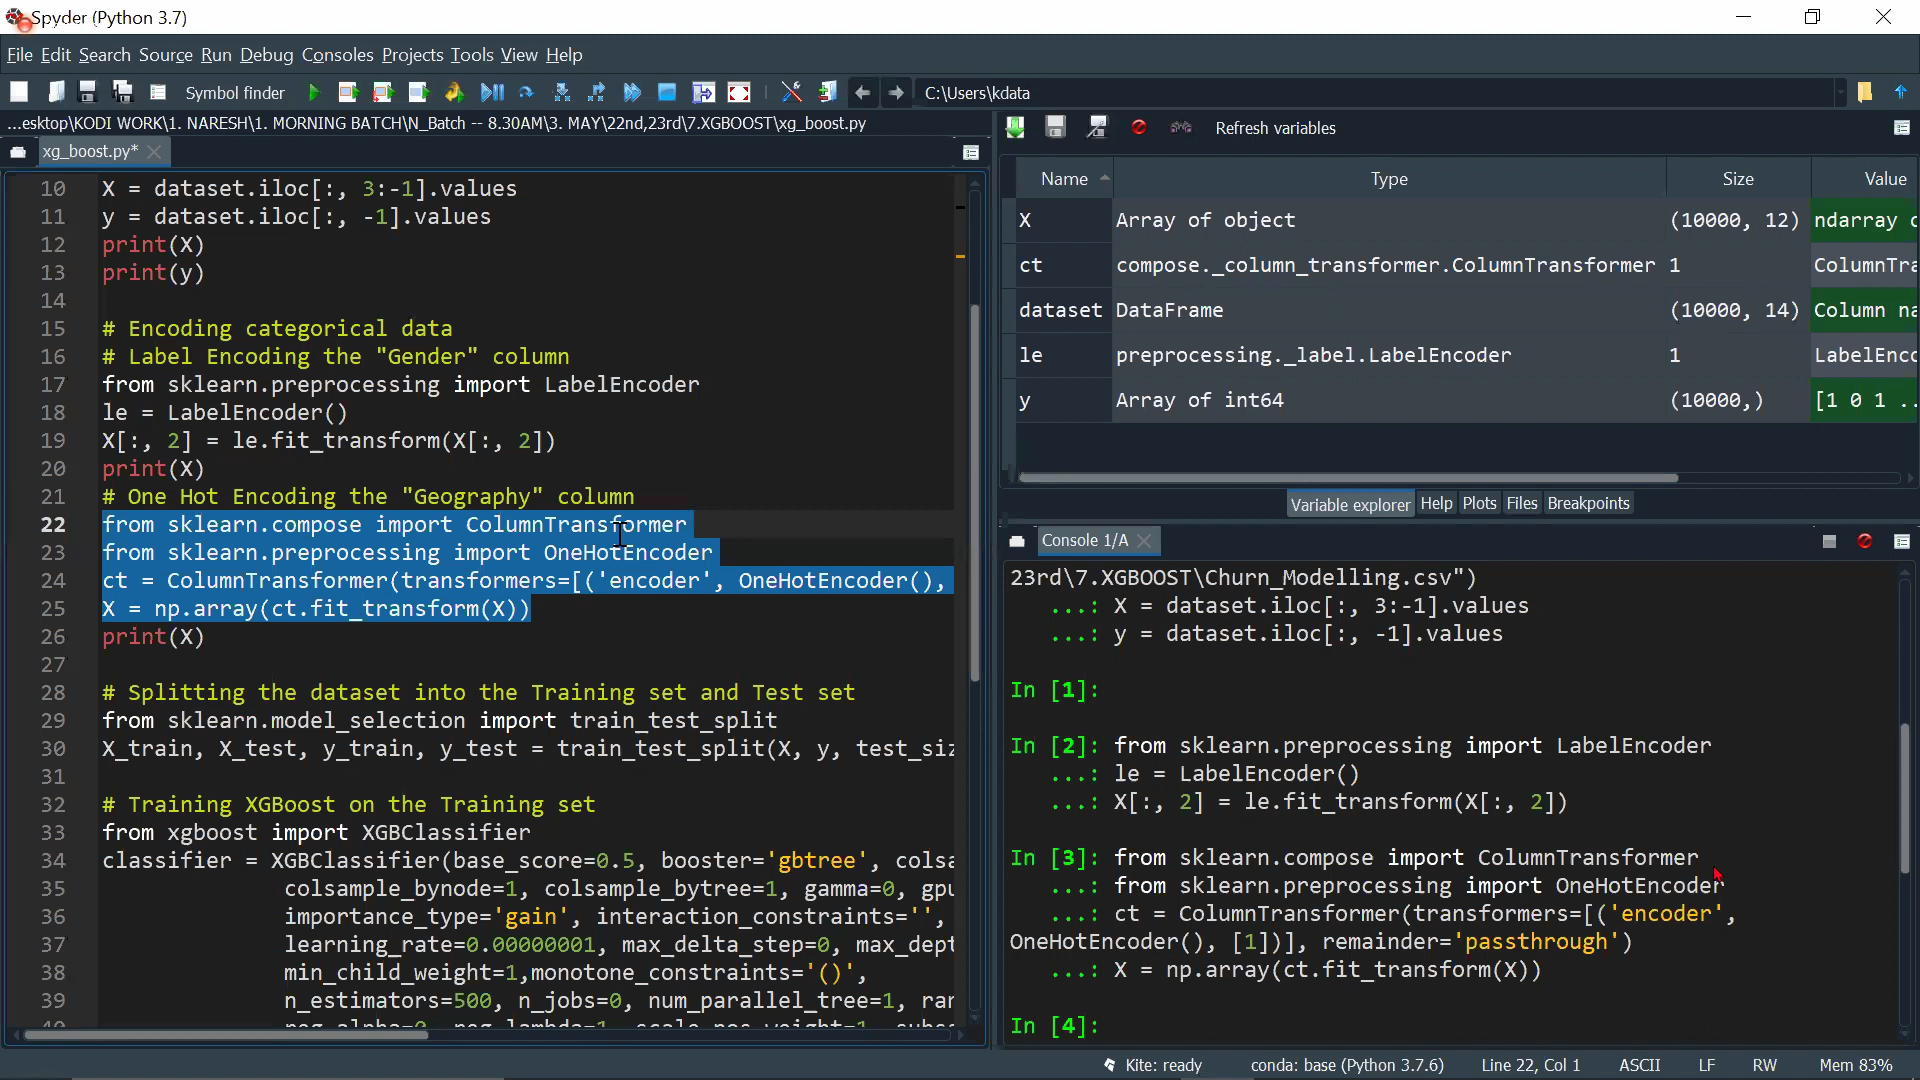 Spyder (Python 3.7)
File Edit Search Source Run Debug Consoles Projects Tools View Help
Symbol finder
C:\Users\kdata
...esktop\KODI WORK\1. NARESH\1. MORNING BATCH\N_Batch -- 8.30AM\3. MAY\22nd,23rd\7.XGBOOST\xg_boost.py
xg_boost.py*
10 X = dataset.iloc[:, 3:-1].values
11 y = dataset.iloc[:, -1].values
12 print(X)
13 print(y)
14
15 # Encoding categorical data
16 # Label Encoding the "Gender" column
17 from sklearn.preprocessing import LabelEncoder
18 le = LabelEncoder()
19 X[:, 2] = le.fit_transform(X[:, 2])
20 print(X)
21 # One Hot Encoding the "Geography" column
22 from sklearn.compose import ColumnTransformer
23 from sklearn.preprocessing import OneHotEncoder
24 ct = ColumnTransformer(transformers=[('encoder', OneHotEncoder(),
25 X = np.array(ct.fit_transform(X))
26 print(X)
27
28 # Splitting the dataset into the Training set and Test set
29 from sklearn.model_selection import train_test_split
30 X_train, X_test, y_train, y_test = train_test_split(X, y, test_siz
31
32 # Training XGBoost on the Training set
33 from xgboost import XGBClassifier
34 classifier = XGBClassifier(base_score=0.5, booster='gbtree', colsa
35 colsample_bynode=1, colsample_bytree=1, gamma=0, gpu
36 importance_type='gain', interaction_constraints='',
37 learning_rate=0.00000001, max_delta_step=0, max_dept
38 min_child_weight=1,monotone_constraints='()',
39 n_estimators=500, n_jobs=0, num_parallel_tree=1, ran
Refresh variables
Name Type Size Value
X Array of object (10000, 12) ndarray
ct compose._column_transformer.ColumnTransformer 1 ColumnTra
dataset DataFrame (10000, 14) Column na
le preprocessing._label.LabelEncoder 1 LabelEnc
y Array of int64 (10000,) [1 0 1 ..
Variable explorer Help Plots Files Breakpoints
Console 1/A
23rd\7.XGBOOST\Churn_Modelling.csv")
...: X = dataset.iloc[:, 3:-1].values
...: y = dataset.iloc[:, -1].values
In [1]:
In [2]: from sklearn.preprocessing import LabelEncoder
...: le = LabelEncoder()
...: X[:, 2] = le.fit_transform(X[:, 2])
In [3]: from sklearn.compose import ColumnTransformer
...: from sklearn.preprocessing import OneHotEncoder
...: ct = ColumnTransformer(transformers=[('encoder',
OneHotEncoder(), [1])], remainder='passthrough')
...: X = np.array(ct.fit_transform(X))
In [4]:
Kite: ready conda: base (Python 3.7.6) Line 22, Col 1 ASCII LF RW Mem 83%